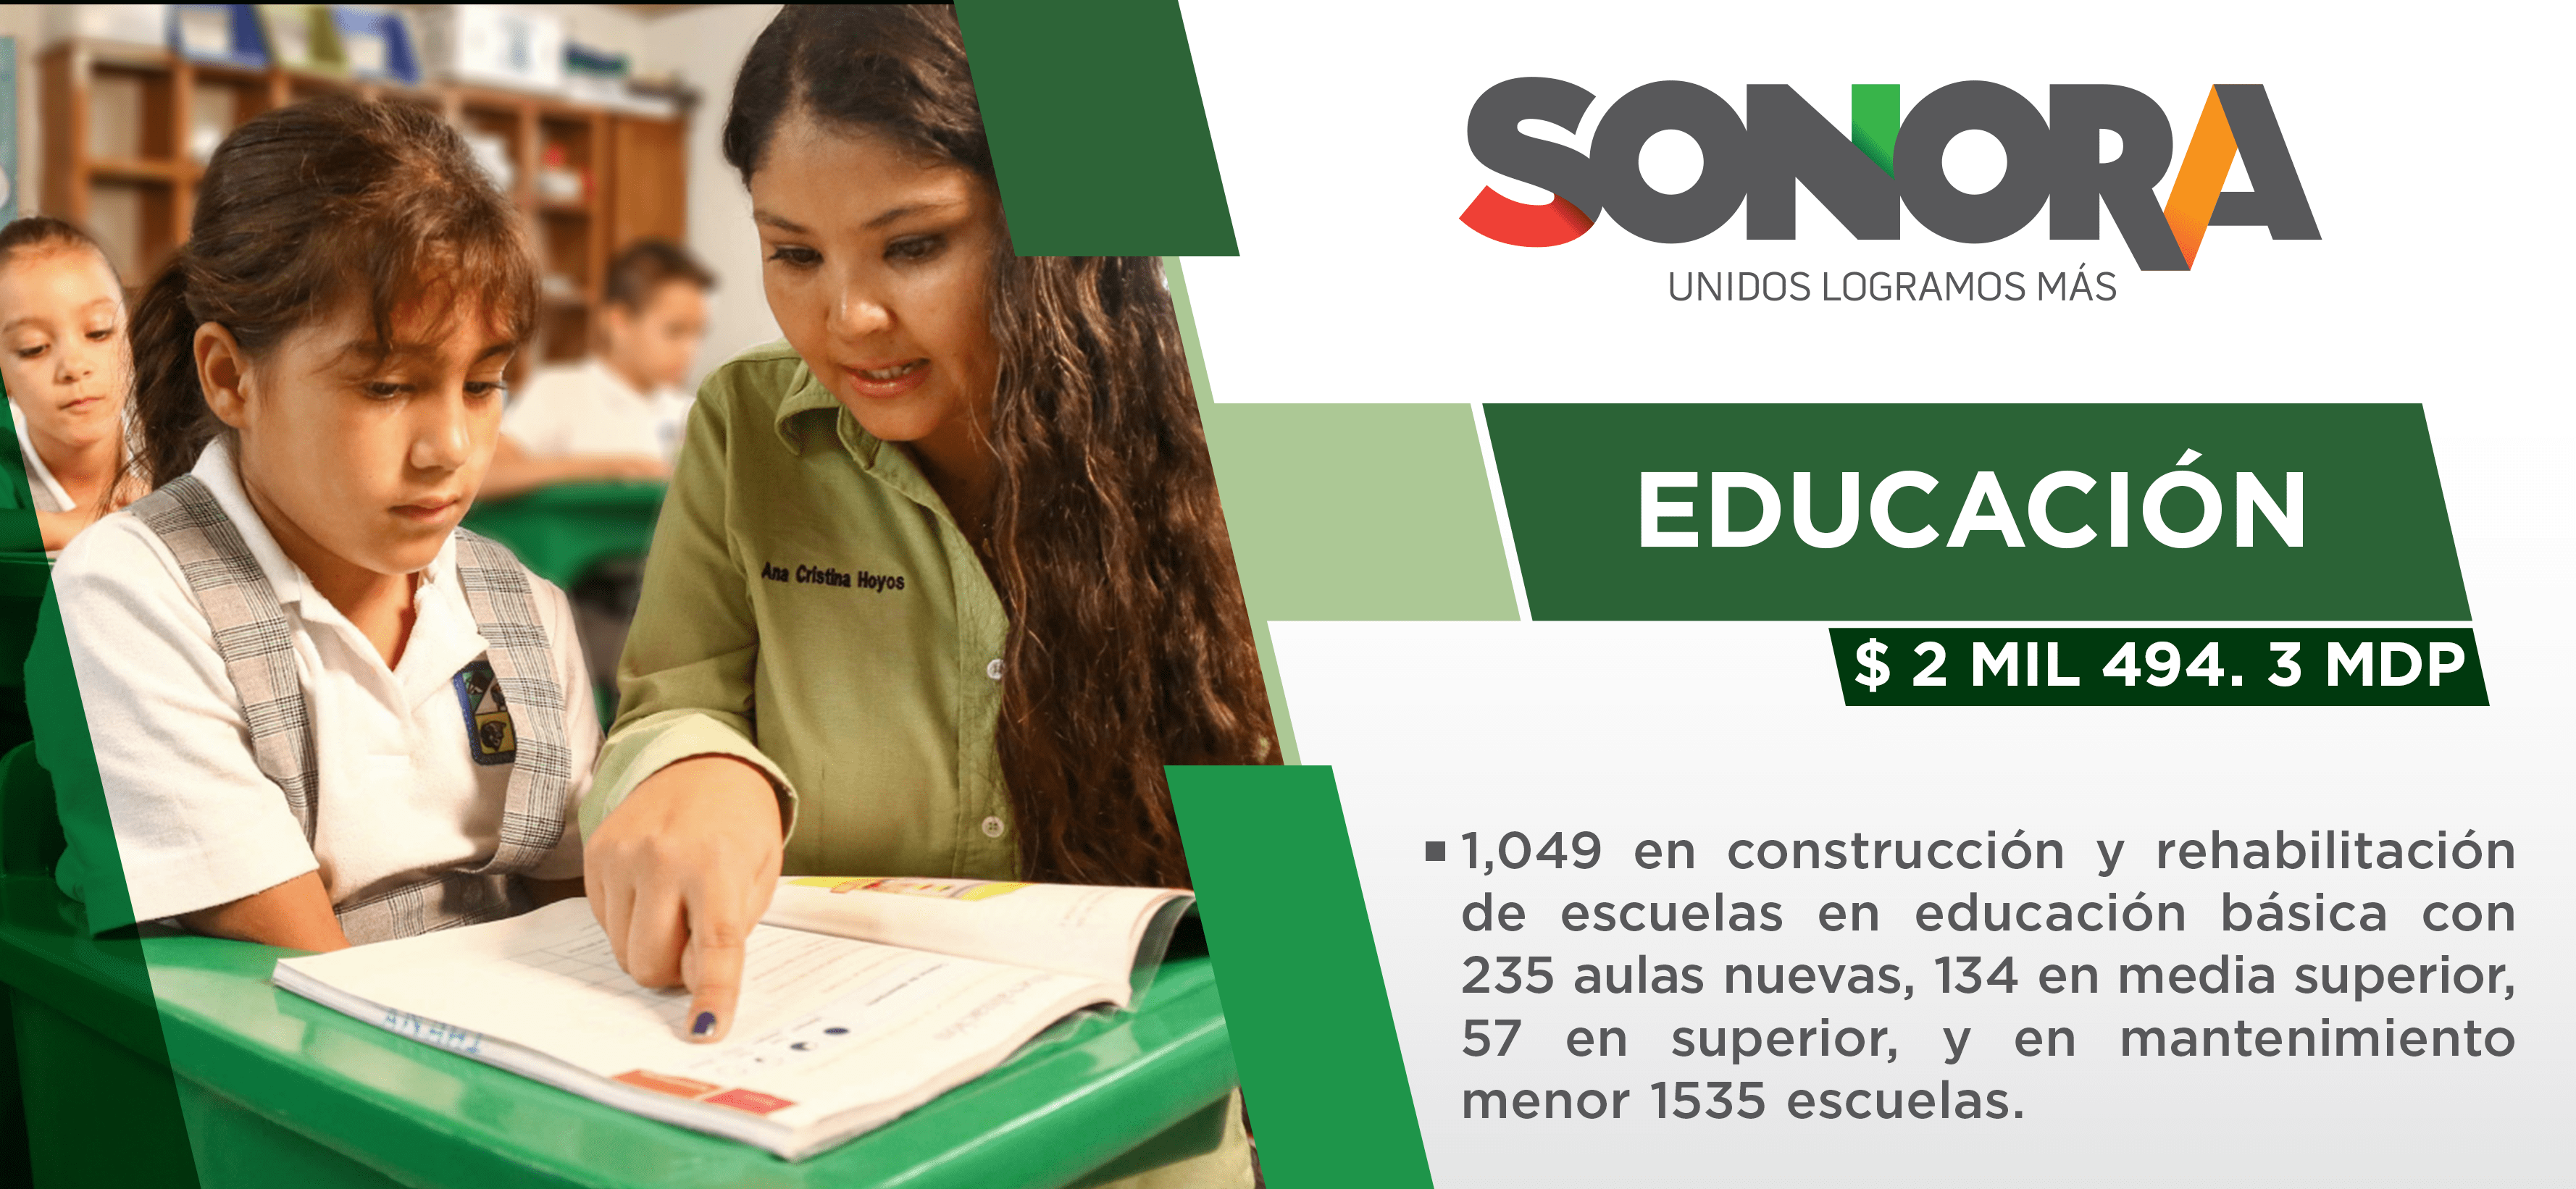 SONORA
UNIDOS LOGRAMOS MÁS
EDUCACIÓN
$ 2 MIL 494. 3 MDP
▪ 1,049 en construcción y rehabilitación
de escuelas en educación básica con
235 aulas nuevas, 134 en media superior,
57 en superior, y en mantenimiento
menor 1535 escuelas.
Ana Cristina Hoyos